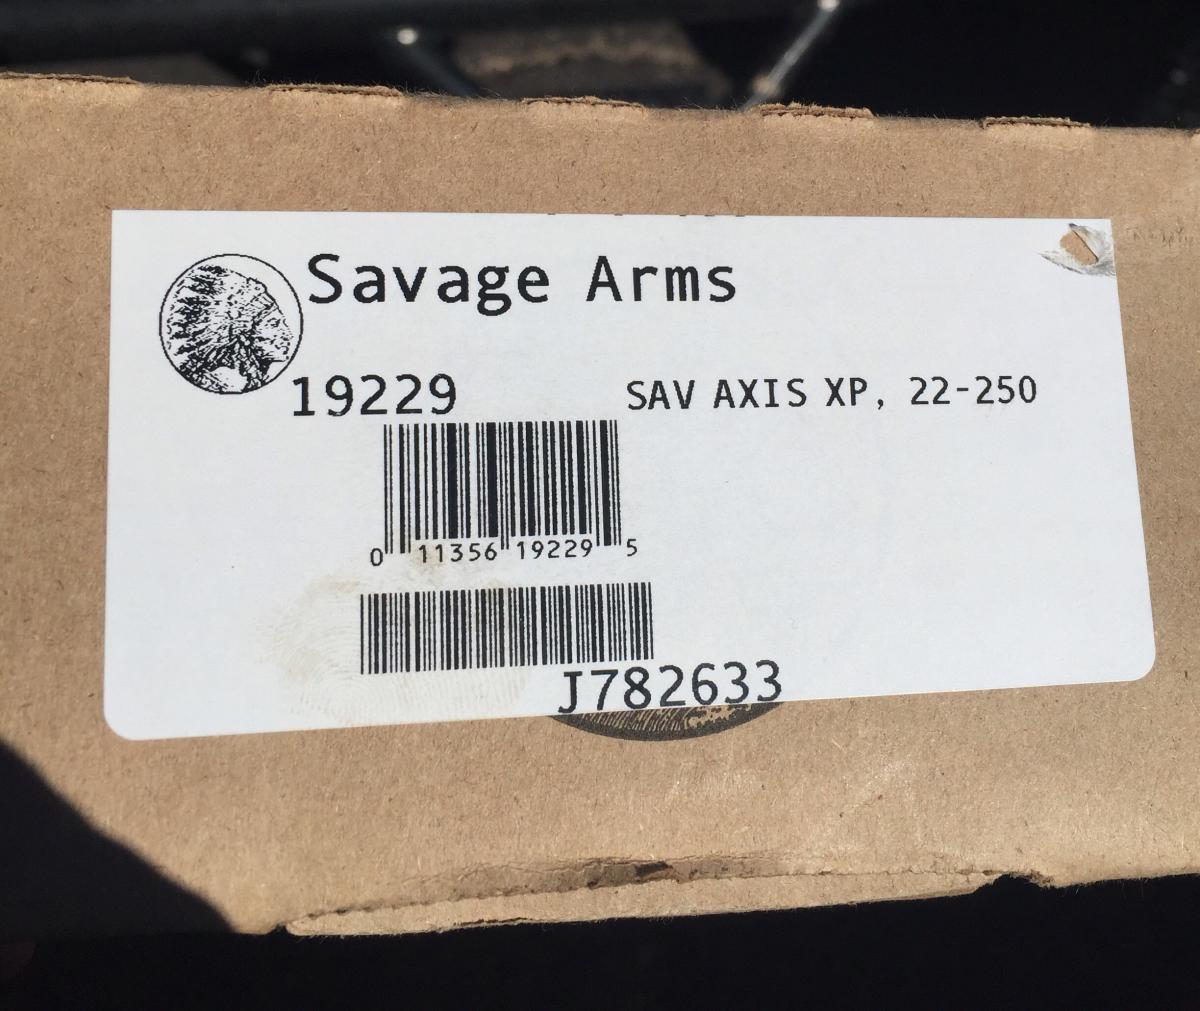 Savage Arms
19229 SAV AXIS XP, 22-250
0 11356 19229 5
J782633